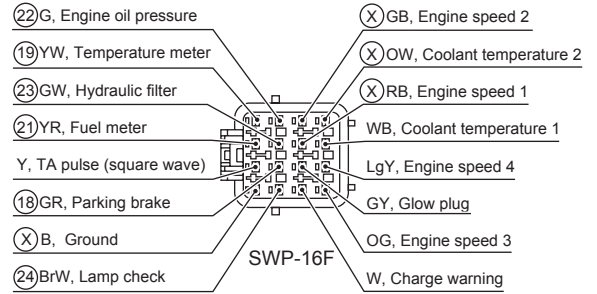 22 G, Engine oil pressure
19 YW, Temperature meter
23 GW, Hydraulic filter
21 YR, Fuel meter
Y, TA pulse (square wave)
18 GR, Parking brake
X B, Ground
24 BrW, Lamp check
X GB, Engine speed 2
X OW, Coolant temperature 2
X RB, Engine speed 1
WB, Coolant temperature 1
LgY, Engine speed 4
GY, Glow plug
OG, Engine speed 3
W, Charge warning
SWP-16F